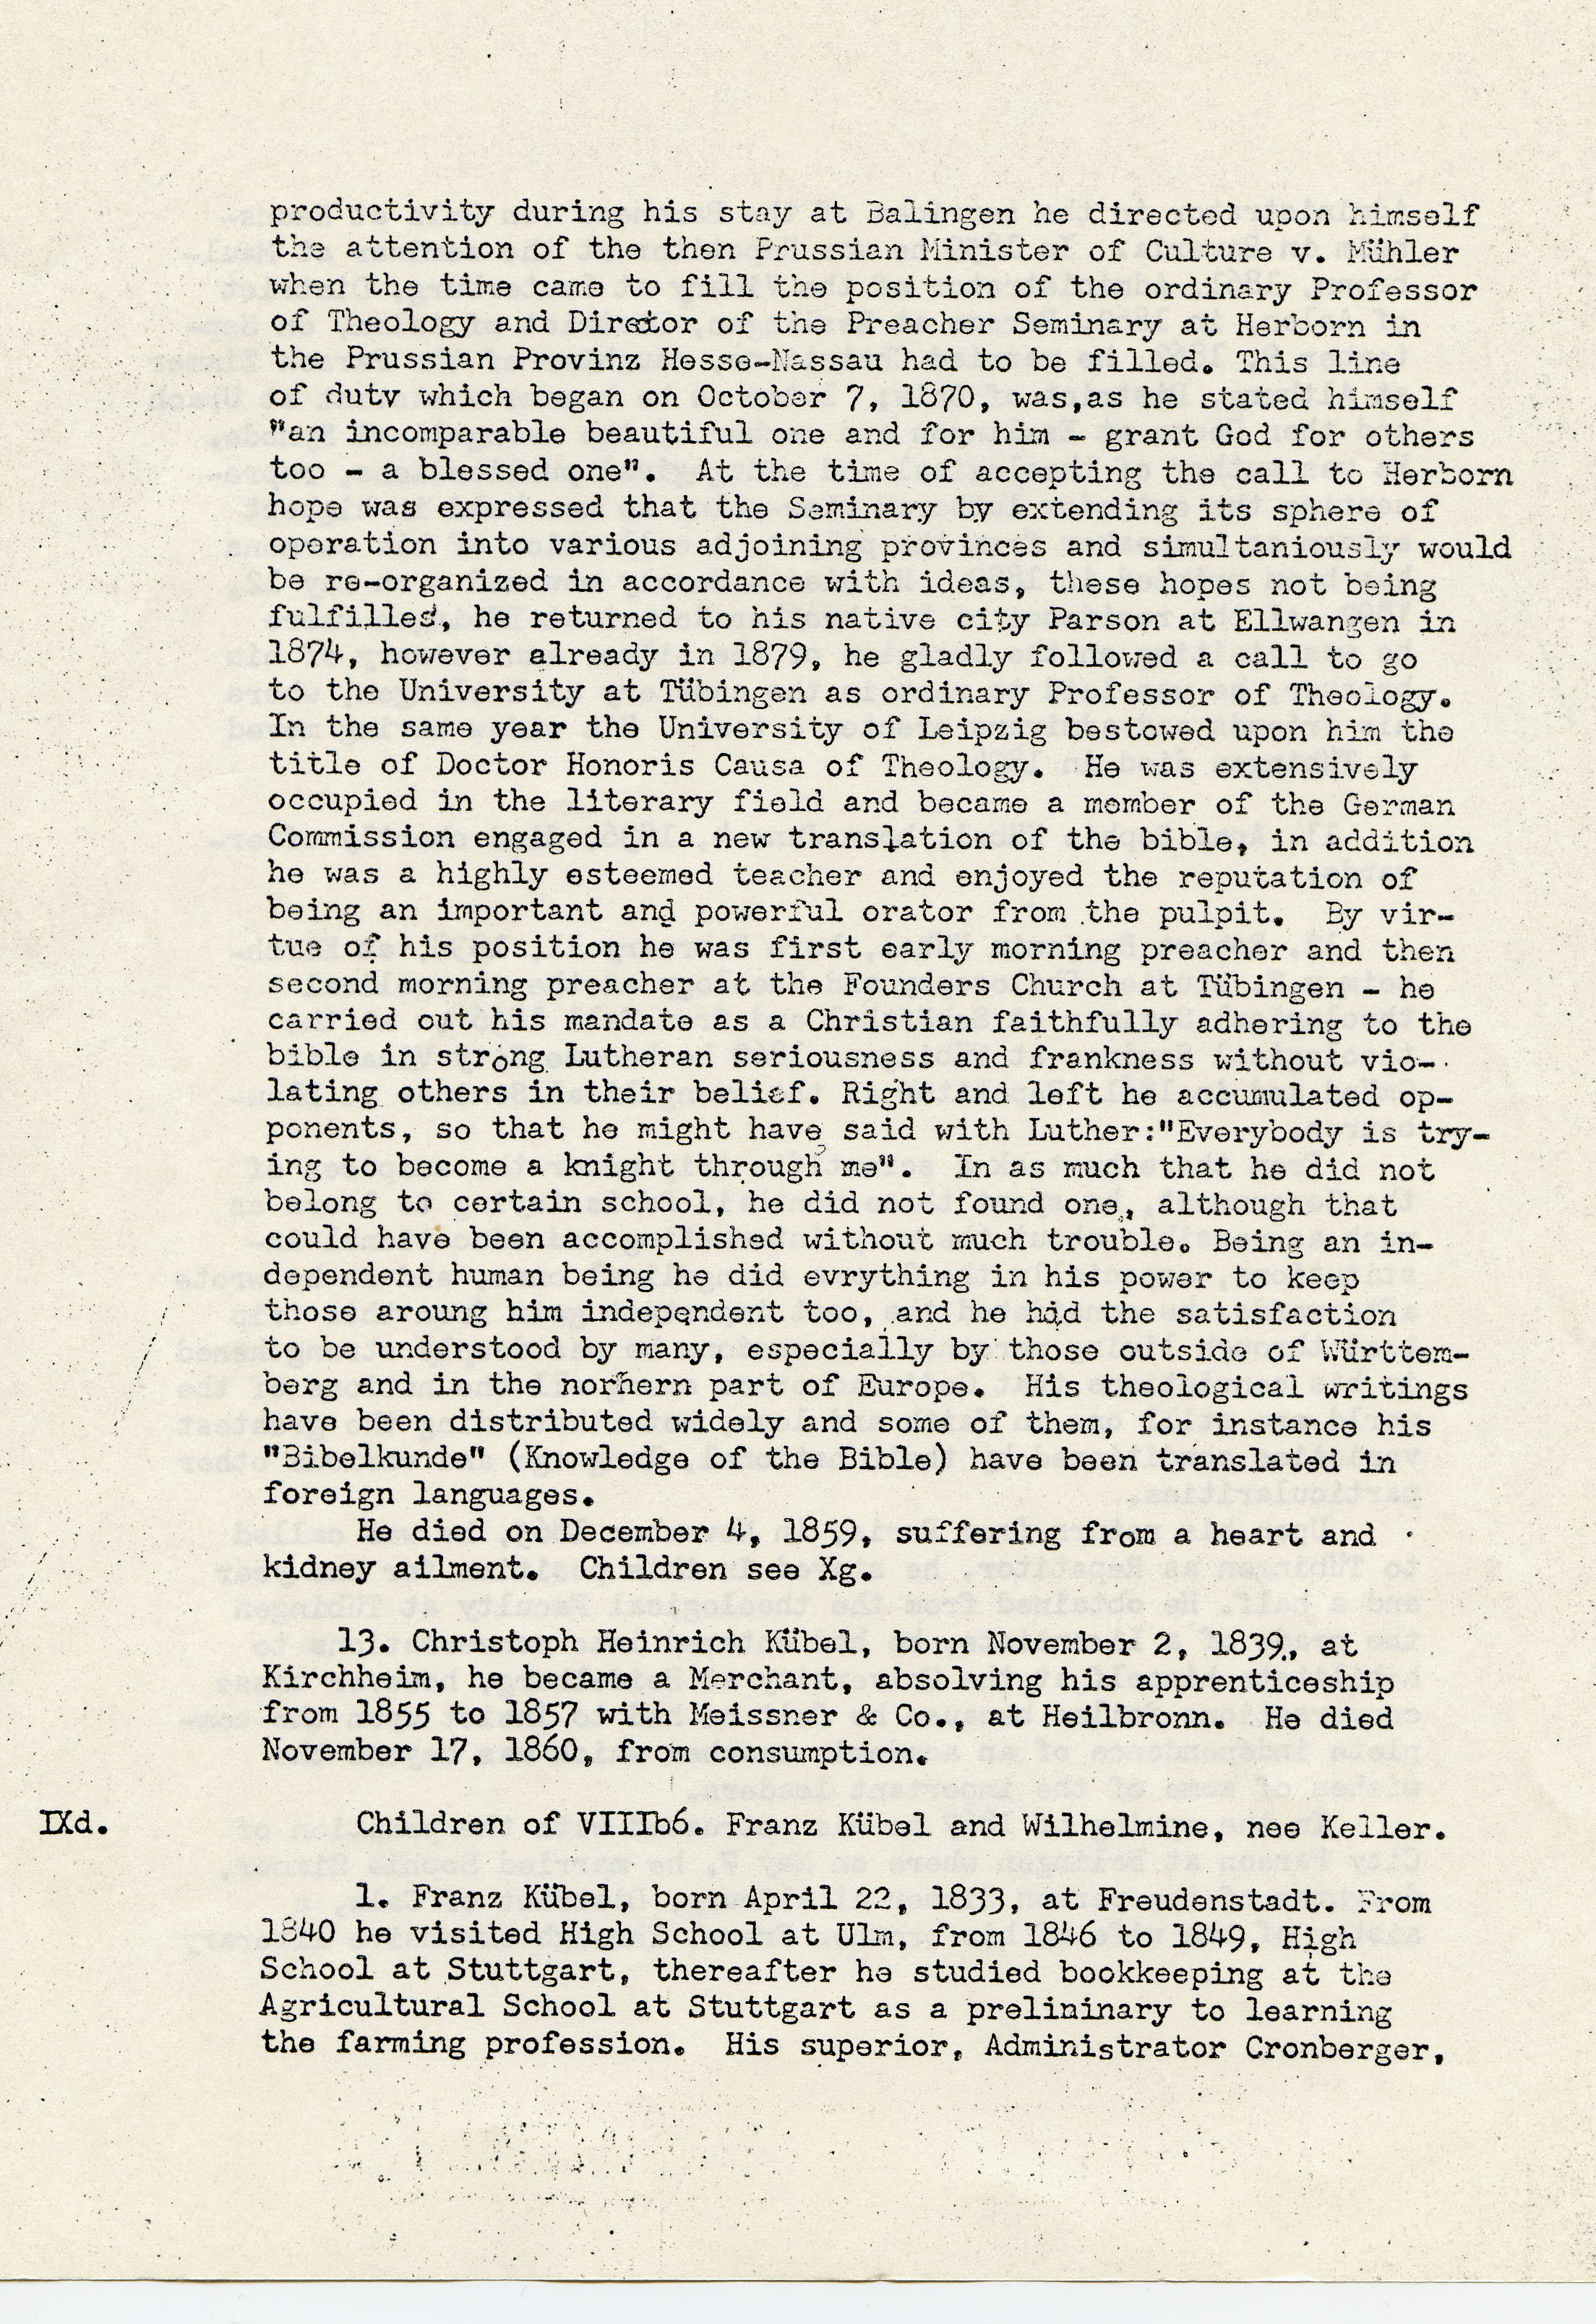 productivity during his stay at Balingen he directed upon himself
the attention of the then Prussian Minister of Culture v. Mühler
when the time came to fill the position of the ordinary Professor
of Theology and Director of the Preacher Seminary at Herborn in
the Prussian Provinz Hesse-Nassau had to be filled. This line
of duty which began on October 7, 1870, was,as he stated himself
"an incomparable beautiful one and for him - grant God for others
too - a blessed one". At the time of accepting the call to Herborn
hope was expressed that the Seminary by extending its sphere of
operation into various adjoining provinces and simultaniously would
be re-organized in accordance with ideas, these hopes not being
fulfilled, he returned to his native city Parson at Ellwangen in
1874, however already in 1879, he gladly followed a call to go
to the University at Tübingen as ordinary Professor of Theology.
In the same year the University of Leipzig bestowed upon him the
title of Doctor Honoris Causa of Theology. He was extensively
occupied in the literary field and became a member of the German
Commission engaged in a new translation of the bible, in addition
he was a highly esteemed teacher and enjoyed the reputation of
being an important and powerful orator from the pulpit. By vir-
tue of his position he was first early morning preacher and then
second morning preacher at the Founders Church at Tübingen - he
carried out his mandate as a Christian faithfully adhering to the
bible in strong Lutheran seriousness and frankness without vio-
lating others in their belief. Right and left he accumulated op-
ponents, so that he might have said with Luther:"Everybody is try-
ing to become a knight through me". In as much that he did not
belong to certain school, he did not found one, although that
could have been accomplished without much trouble. Being an in-
dependent human being he did evrything in his power to keep
those aroung him independent too, and he had the satisfaction
to be understood by many, especially by those outside of Württem-
berg and in the norhern part of Europe. His theological writings
have been distributed widely and some of them, for instance his
"Bibelkunde" (Knowledge of the Bible) have been translated in
foreign languages.
He died on December 4, 1859, suffering from a heart and
kidney ailment. Children see Xg.
13. Christoph Heinrich Kübel, born November 2, 1839, at
Kirchheim, he became a Merchant, absolving his apprenticeship
from 1855 to 1857 with Meissner & Co., at Heilbronn. He died
November 17, 1860, from consumption.
IXd. Children of VIIIb6. Franz Kübel and Wilhelmine, nee Keller.
1. Franz Kübel, born April 22, 1833, at Freudenstadt. From
1840 he visited High School at Ulm, from 1846 to 1849, High
School at Stuttgart, thereafter he studied bookkeeping at the
Agricultural School at Stuttgart as a prelininary to learning
the farming profession. His superior, Administrator Cronberger,